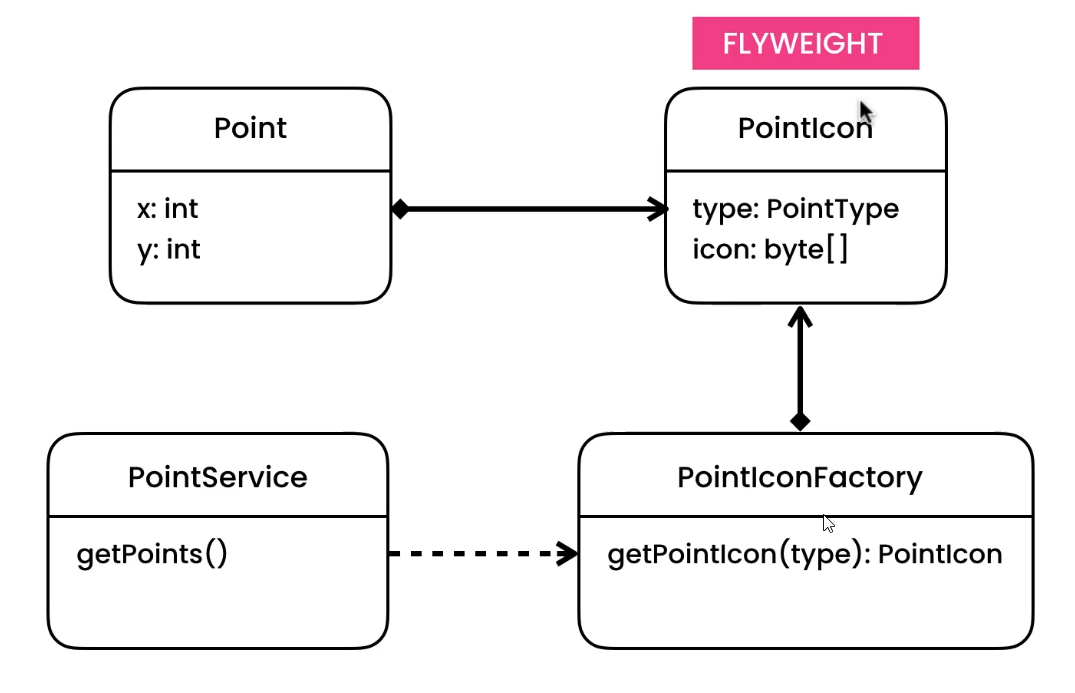 FLYWEIGHT
Point
x: int
y: int
PointIcon
type: PointType
icon: byte[]
PointService
getPoints()
PointIconFactory
getPointIcon(type): PointIcon